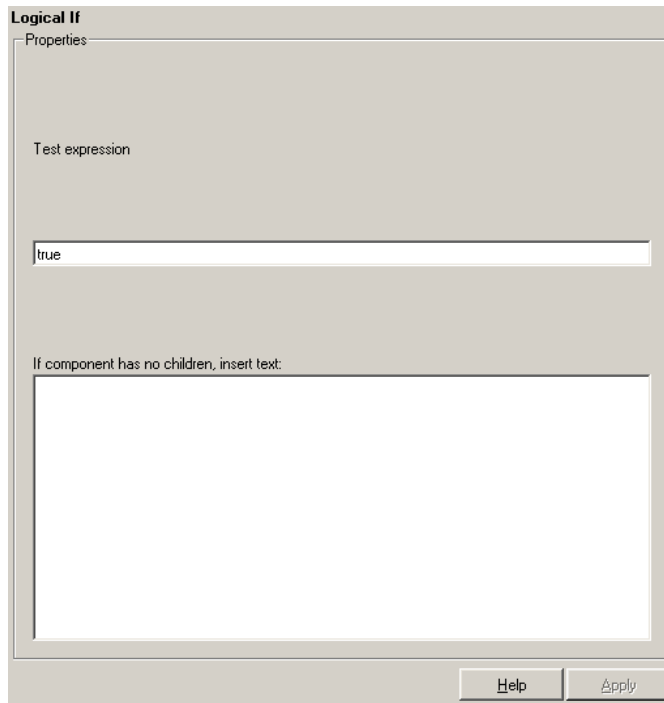 Logical If
Properties
Test expression
true
If component has no children, insert text:
Help
Apply